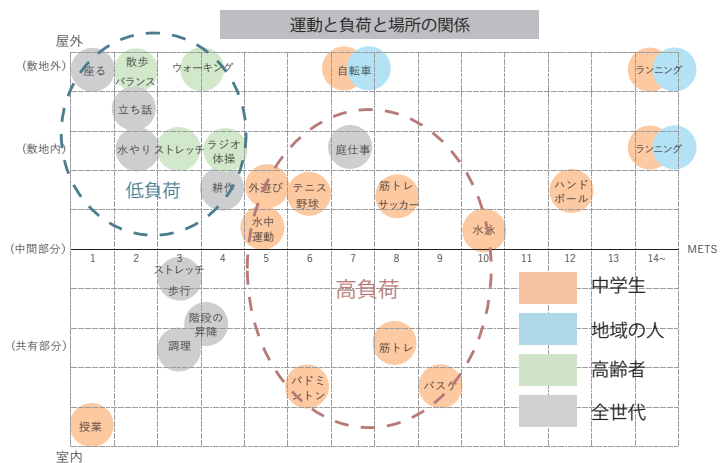 運動と負荷と場所の関係
屋外
(敷地外)
座る
散歩
バランス
ウォーキング
自転車
ランニング
立ち話
(敷地内)
水やり
ストレッチ
ラジオ
体操
庭仕事
ランニング
低負荷
耕作
外遊び
テニス
野球
筋トレ
サッカー
ハンド
ボール
水中
運動
水泳
(中間部分)
METS
1 2 3 4 5 6 7 8 9 10 11 12 13 14~
ストレッチ
歩行
高負荷
中学生
階段の
昇降
地域の人
(共有部分)
調理
筋トレ
高齢者
バドミ
ントン
バスケ
全世代
授業
室内